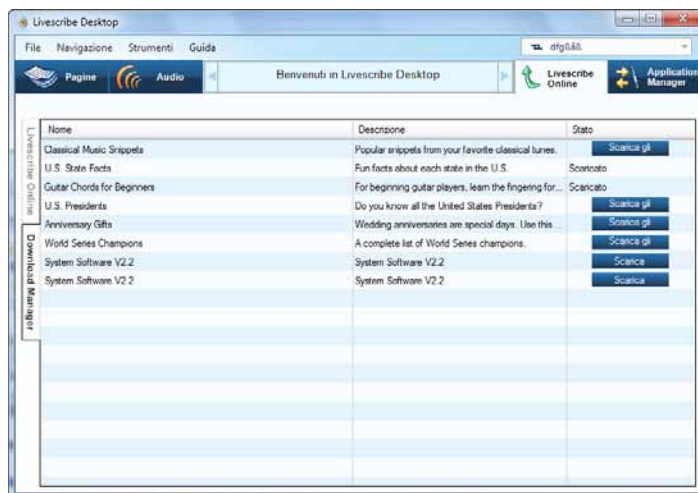 Livescribe Desktop
File Navigazione Strumenti Guida
dfgßåß
Pagine Audio Benvenuti in Livescribe Desktop Livescribe Online Application Manager
Livescribe Online
Download Manager
Nome Descrizione Stato
Classical Music Snippets Popular snippets from your favorite classical tunes. Scarica gli
U.S. State Facts Fun facts about each state in the U.S. Scaricato
Guitar Chords for Beginners For beginning guitar players, learn the fingering for... Scaricato
U.S. Presidents Do you know all the United States Presidents? Scarica gli
Anniversary Gifts Wedding anniversaries are special days. Use this ... Scarica gli
World Series Champions A complete list of World Series champions. Scarica gli
System Software V2.2 System Software V2.2 Scarica
System Software V2.2 System Software V2.2 Scarica